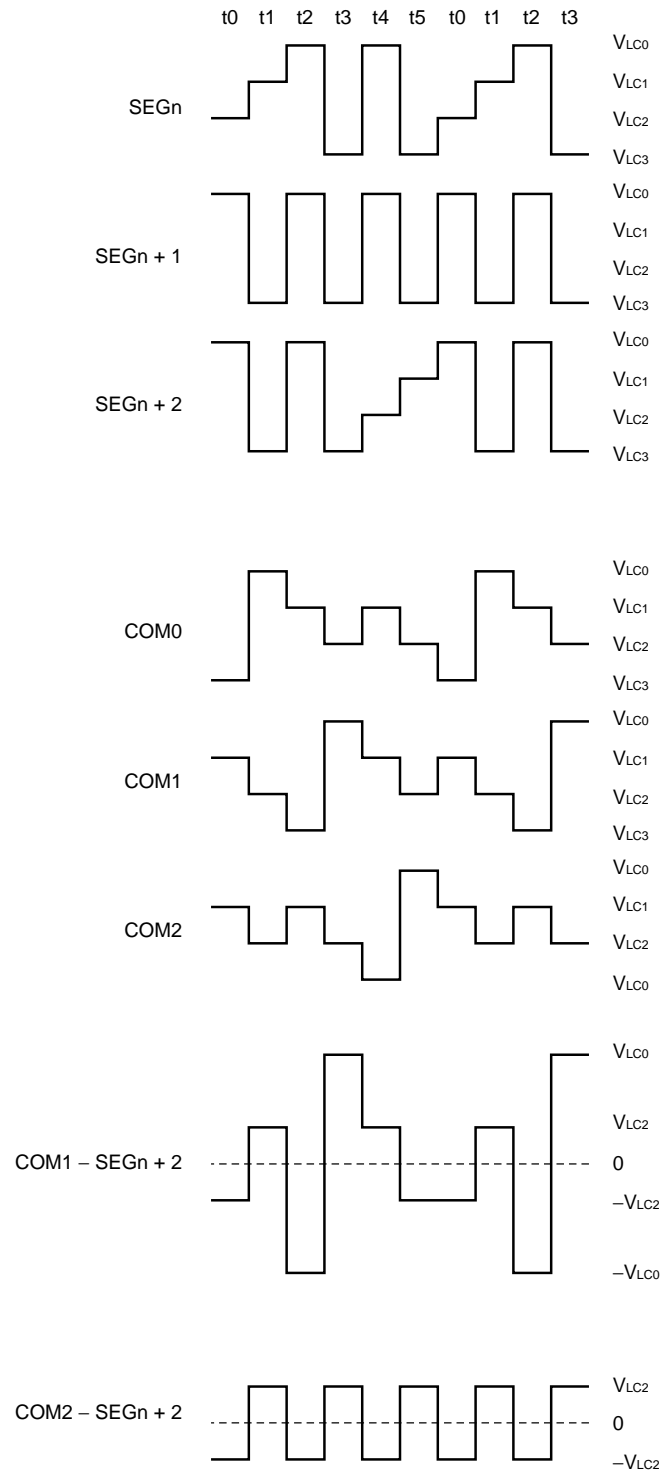 t0 t1 t2 t3 t4 t5 t0 t1 t2 t3
VLC0
VLC1
SEGn
VLC2
VLC3
VLC0
VLC1
SEGn + 1
VLC2
VLC3
VLC0
VLC1
SEGn + 2
VLC2
VLC3
VLC0
VLC1
COM0
VLC2
VLC3
VLC0
VLC1
COM1
VLC2
VLC3
VLC0
VLC1
COM2
VLC2
VLC0
VLC0
VLC2
COM1 – SEGn + 2
0
–VLC2
–VLC0
VLC2
COM2 – SEGn + 2
0
–VLC2